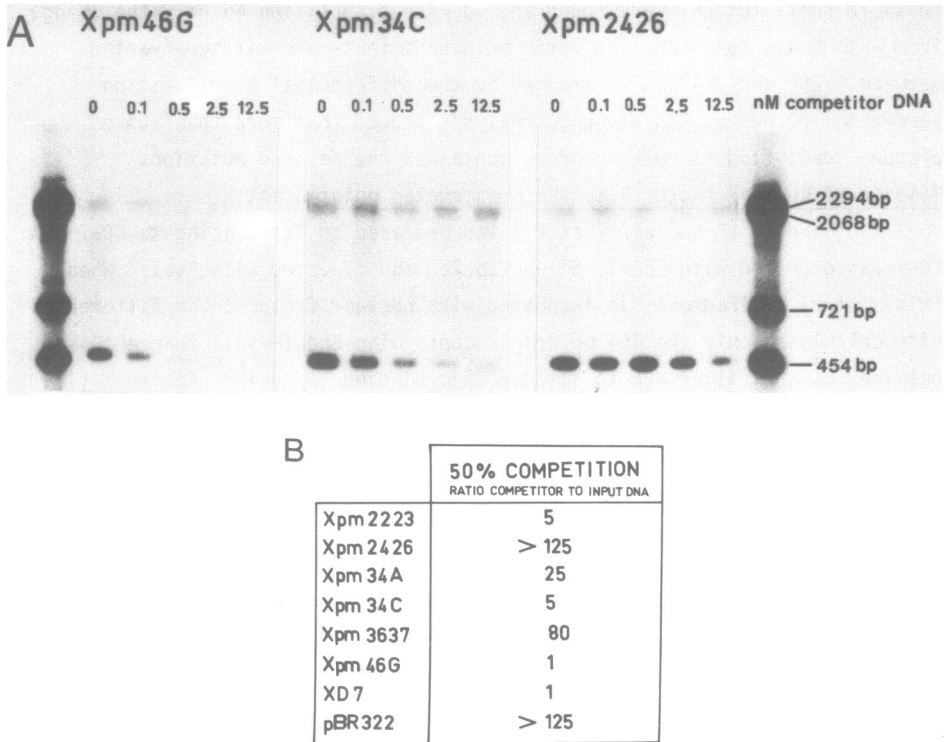 A
Xpm46G
Xpm34C
Xpm2426
0 0.1 0.5 2.5 12.5
0 0.1 0.5 2.5 12.5
0 0.1 0.5 2,5 12.5 nM competitor DNA
2294bp
2068bp
721bp
454bp
B
50% COMPETITION
RATIO COMPETITOR TO INPUT DNA
Xpm 2223 5
Xpm 2426 > 125
Xpm 34A 25
Xpm 34C 5
Xpm 3637 80
Xpm 46G 1
XD7 1
pBR322 > 125